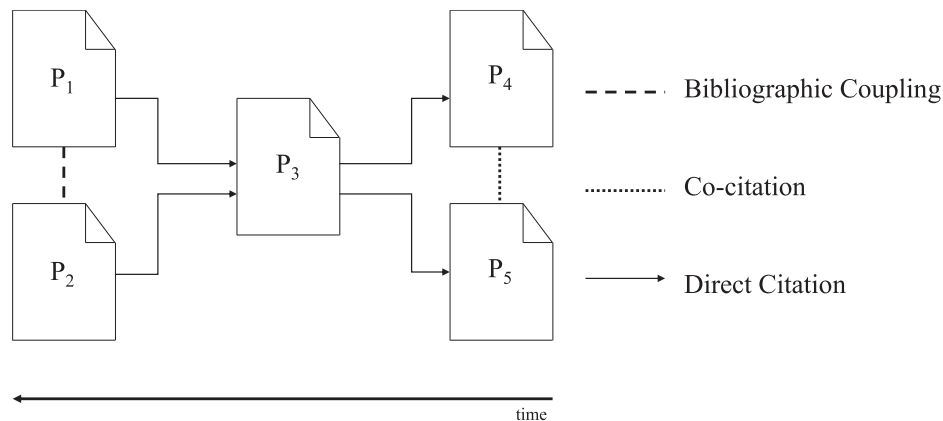 P₁
P₂
P₃
P₄
P₅
Bibliographic Coupling
Co-citation
Direct Citation
time